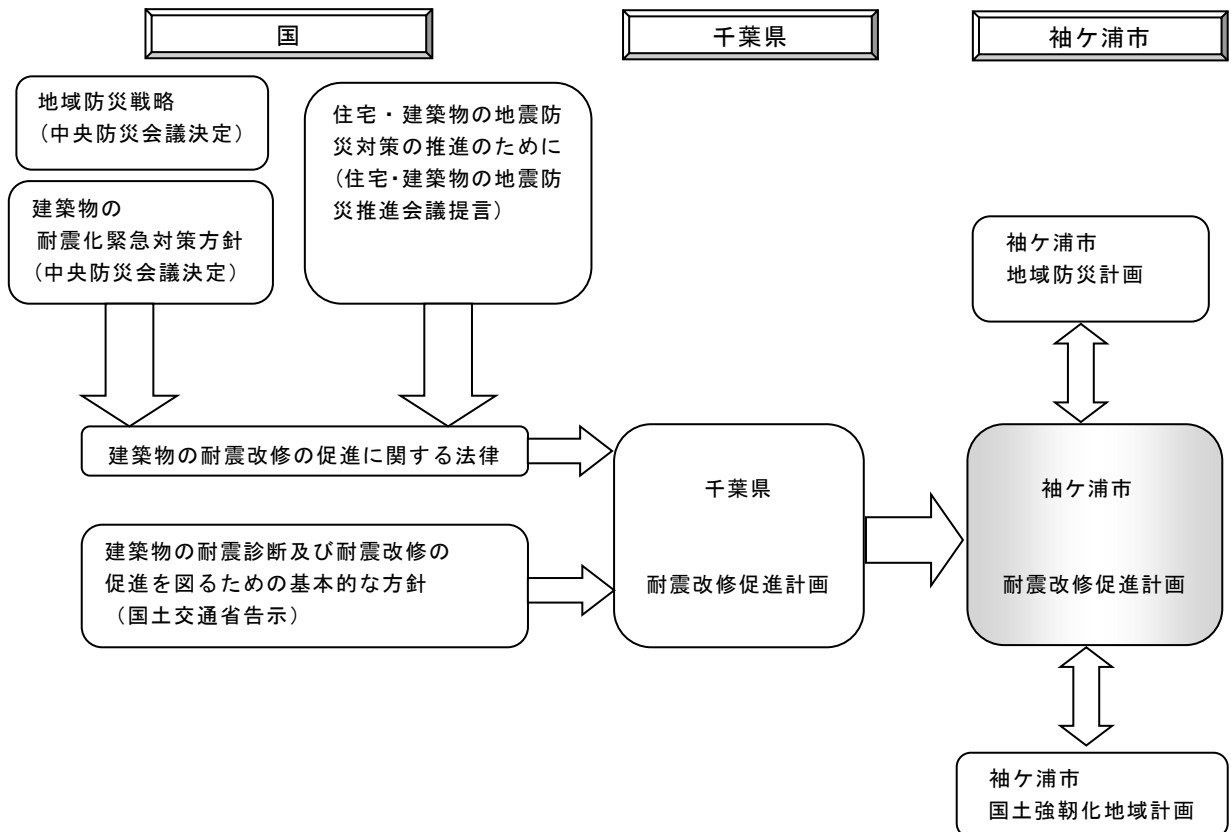 国
千葉県
袖ケ浦市
地域防災戦略
(中央防災会議決定)
建築物の
耐震化緊急対策方針
(中央防災会議決定)
住宅・建築物の地震防
災対策の推進のために
(住宅・建築物の地震防
災推進会議提言)
建築物の耐震改修の促進に関する法律
建築物の耐震診断及び耐震改修の
促進を図るための基本的な方針
(国土交通省告示)
千葉県
耐震改修促進計画
袖ケ浦市
地域防災計画
袖ケ浦市
耐震改修促進計画
袖ケ浦市
国土強靭化地域計画